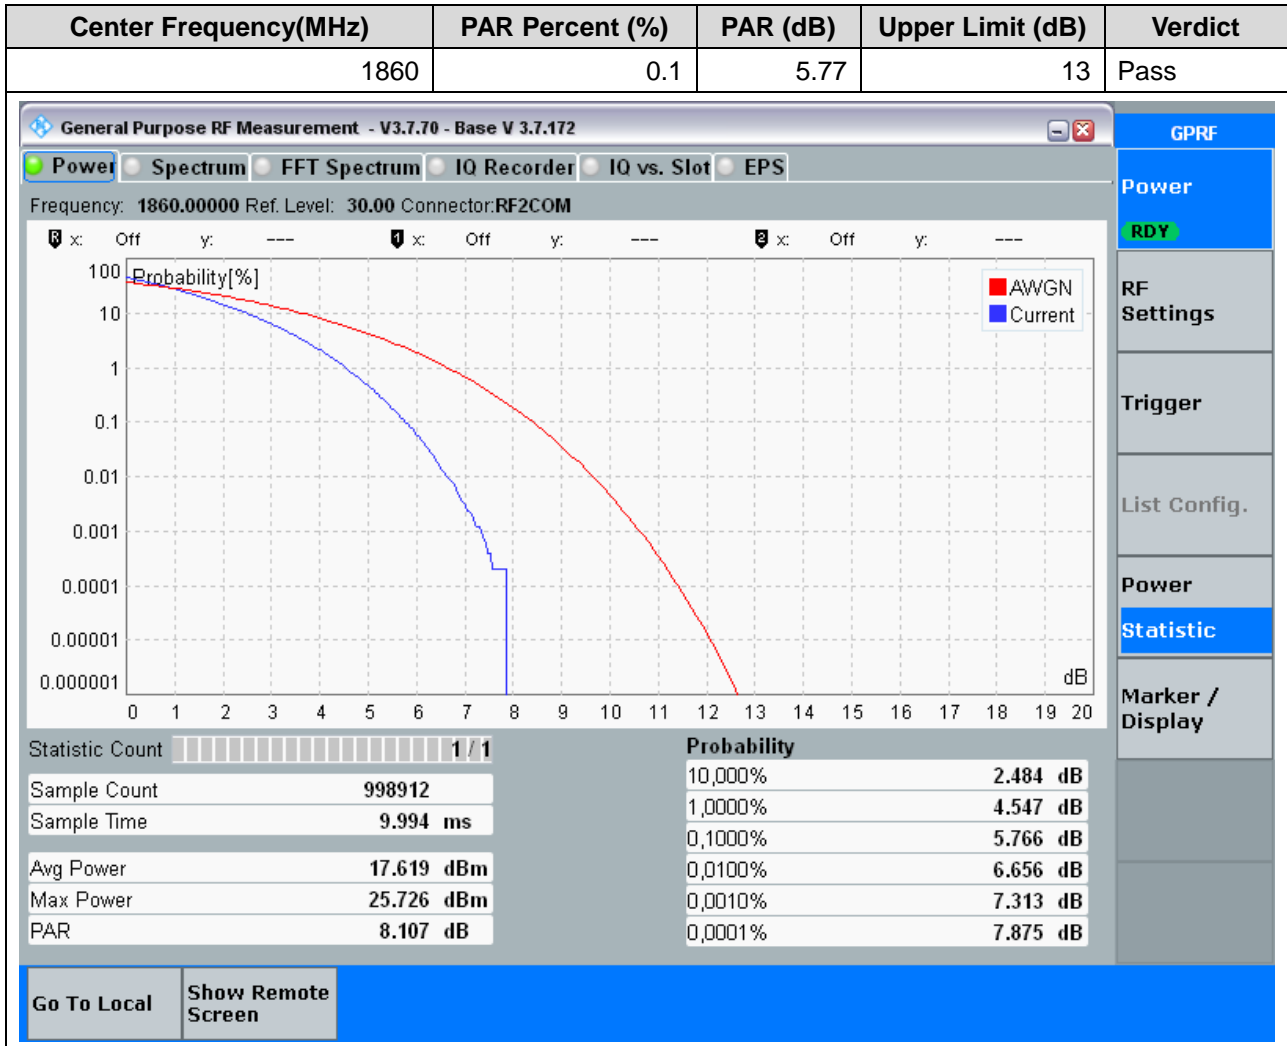 Center Frequency(MHz) PAR Percent (%) PAR (dB) Upper Limit (dB) Verdict
1860 0.1 5.77 13 Pass
General Purpose RF Measurement - V3.7.70 - Base V 3.7.172
GPRF
Power Spectrum FFT Spectrum IQ Recorder IQ vs. Slot EPS
Frequency: 1860.00000 Ref. Level: 30.00 Connector:RF2COM
R x: Off y: --- 1 x: Off y: --- 2 x: Off y: ---
Probability[%]
100
10
1
0.1
0.01
0.001
0.0001
0.00001
0.000001
AWGN
Current
dB
0 1 2 3 4 5 6 7 8 9 10 11 12 13 14 15 16 17 18 19 20
Statistic Count 1 / 1
Sample Count 998912
Sample Time 9.994 ms
Avg Power 17.619 dBm
Max Power 25.726 dBm
PAR 8.107 dB
Probability
10,000% 2.484 dB
1,0000% 4.547 dB
0,1000% 5.766 dB
0,0100% 6.656 dB
0,0010% 7.313 dB
0,0001% 7.875 dB
Power
RDY
RF
Settings
Trigger
List Config.
Power
Statistic
Marker /
Display
Go To Local
Show Remote
Screen